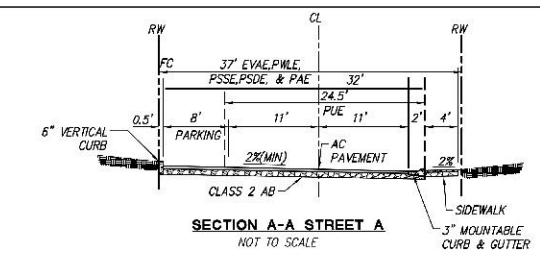 CL
RW
RW
FC
37' EVAE,PWLE,
PSSE,PSDE, & PAE
32'
24.5'
PUE
0.5'
8'
11'
11'
2'
4'
PARKING
6" VERTICAL
CURB
2%(MIN)
AC
PAVEMENT
2%
CLASS 2 AB
SIDEWALK
3" MOUNTABLE
CURB & GUTTER
SECTION A-A STREET A
NOT TO SCALE